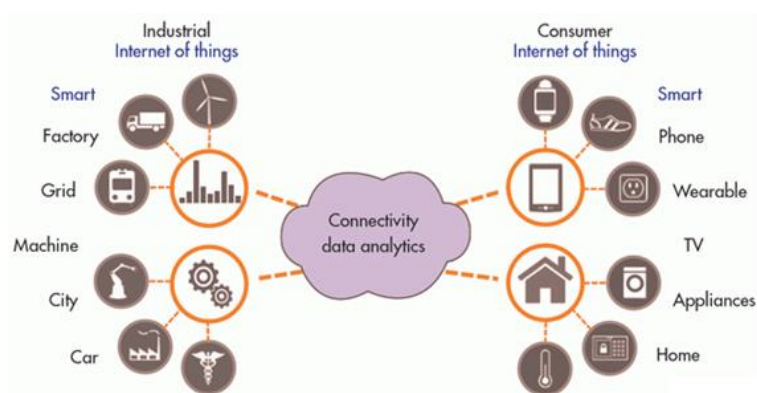 Industrial
Internet of things
Consumer
Internet of things
Smart
Factory
Grid
Machine
City
Car
Connectivity
data analytics
Smart
Phone
Wearable
TV
Appliances
Home